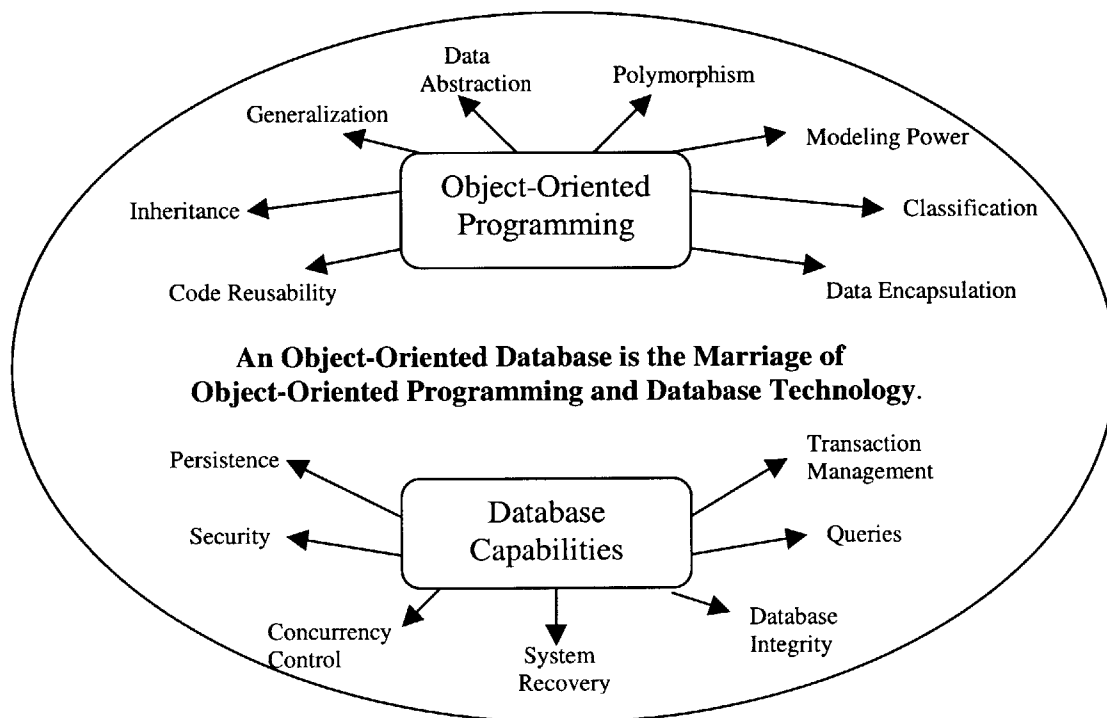 Data
Abstraction
Polymorphism
Generalization
Modeling Power
Object-Oriented
Programming
Inheritance
Classification
Code Reusability
Data Encapsulation
An Object-Oriented Database is the Marriage of
Object-Oriented Programming and Database Technology.
Persistence
Transaction
Management
Database
Capabilities
Security
Queries
Concurrency
Control
System
Recovery
Database
Integrity